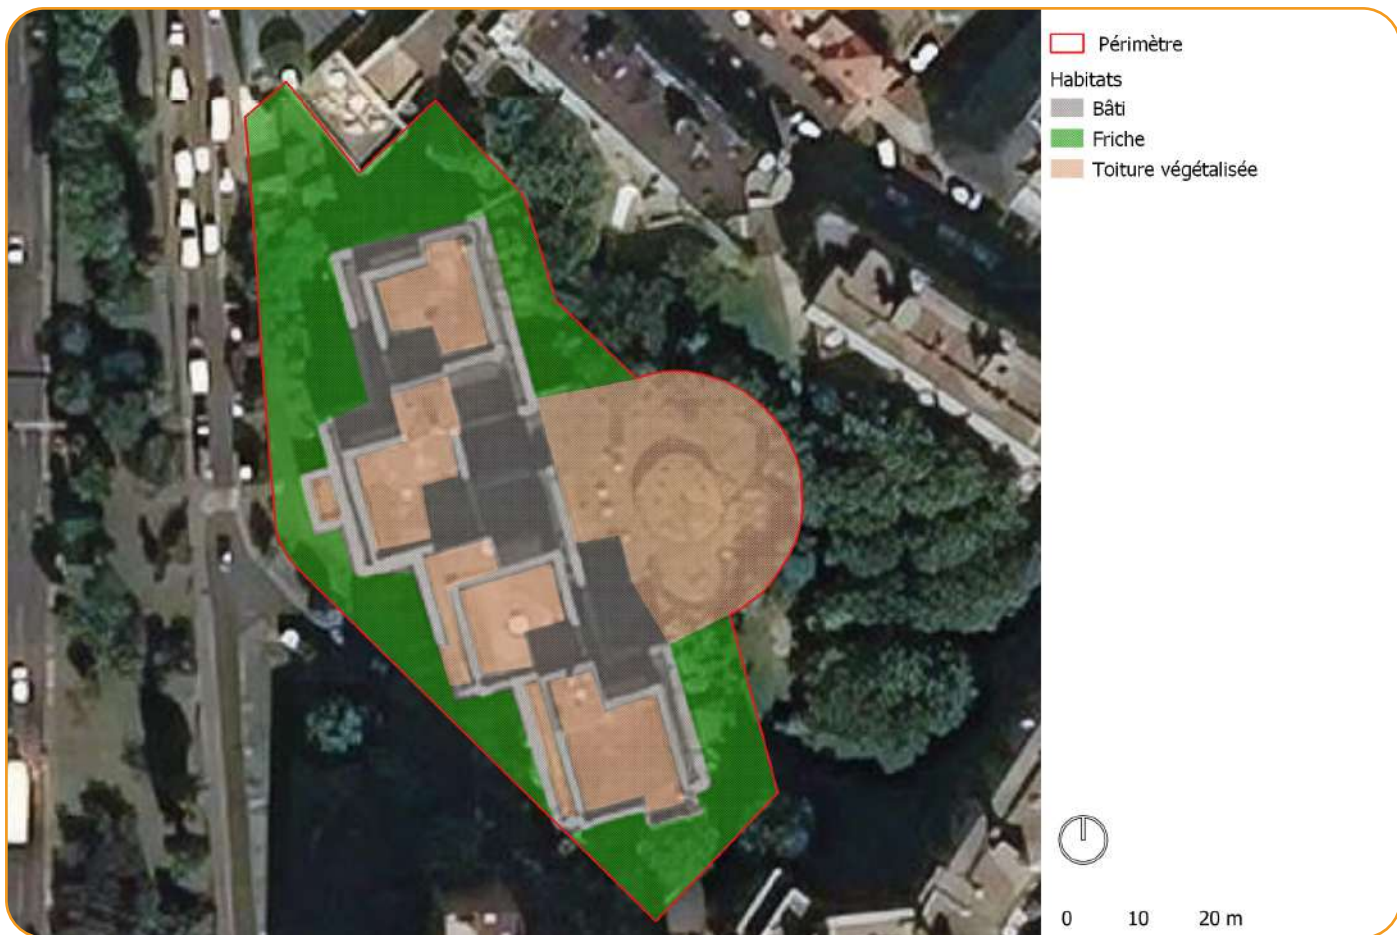 Périmètre
Habitats
Bâti
Friche
Toiture végétalisée
0 10 20 m